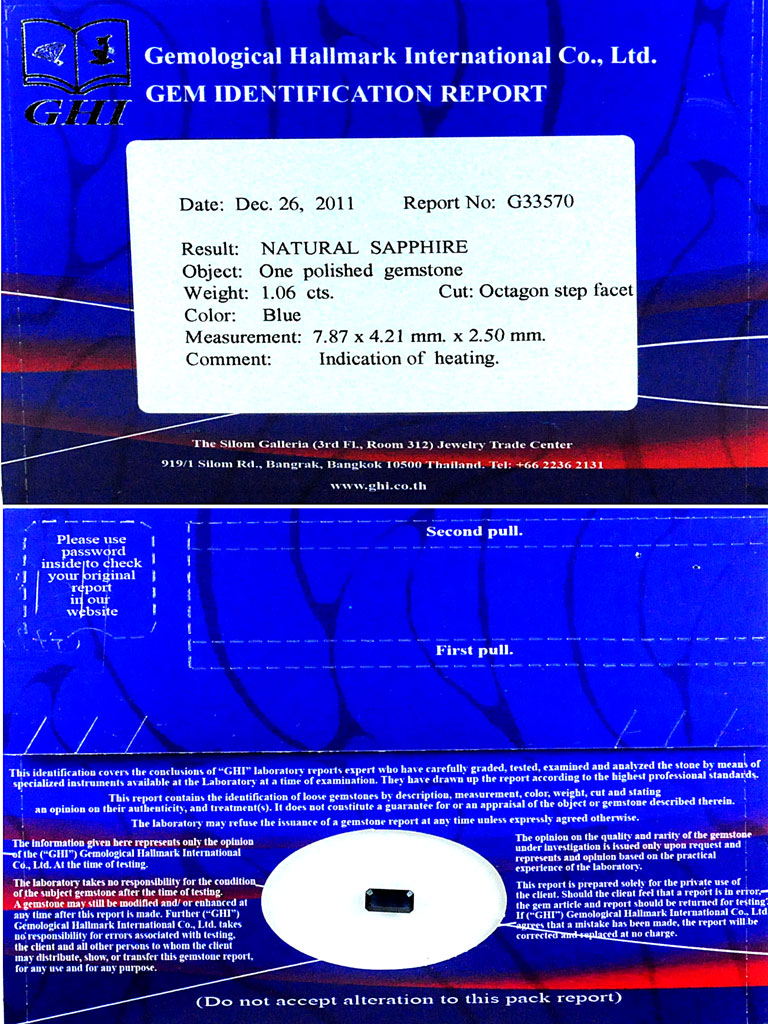 GHI
Gemological Hallmark International Co., Ltd.
GEM IDENTIFICATION REPORT
Date: Dec. 26, 2011 Report No: G33570
Result: NATURAL SAPPHIRE
Object: One polished gemstone
Weight: 1.06 cts. Cut: Octagon step facet
Color: Blue
Measurement: 7.87 x 4.21 mm. x 2.50 mm.
Comment: Indication of heating.
The Silom Galleria (3rd Fl., Room 312) Jewelry Trade Center
919/1 Silom Rd., Bangrak, Bangkok 10500 Thailand. Tel: +66 2236 2131
www.ghi.co.th
Please use
password
inside to check
your original
report
in our
website
Second pull.
First pull.
This identification covers the conclusions of “GHI” laboratory reports expert who have carefully graded, tested, examined and analyzed the stone by means of
specialized instruments available at the Laboratory at a time of examination. They have drawn up the report according to the highest professional standards.
This report contains the identification of loose gemstones by description, measurement, color, weight, cut and stating
an opinion on their authenticity, and treatment(s). It does not constitute a guarantee for or an appraisal of the object or gemstone described therein.
The laboratory may refuse the issuance of a gemstone report at any time unless expressly agreed otherwise.
The information given here represents only the opinion
of the (“GHI”) Gemological Hallmark International
Co., Ltd. At the time of testing.
The laboratory takes no responsibility for the condition
of the subject gemstone after the time of testing.
A gemstone may still be modified and/ or enhanced at
any time after this report is made. Further (“GHI”)
Gemological Hallmark International Co., Ltd. takes
no responsibility for errors associated with testing,
the client and all other persons to whom the client
may distribute, show, or transfer this gemstone report,
for any use and for any purpose.
The opinion on the quality and rarity of the gemstone
under investigation is issued only upon request and
represents and opinion based on the practical
experience of the laboratory.
This report is prepared solely for the private use of
the client. Should the client feel that a report is in error,
the gem article and report should be returned for testing?
If (“GHI”) Gemological Hallmark International Co., Ltd
agrees that a mistake has been made, the report will be
corrected and replaced at no charge.
(Do not accept alteration to this pack report)